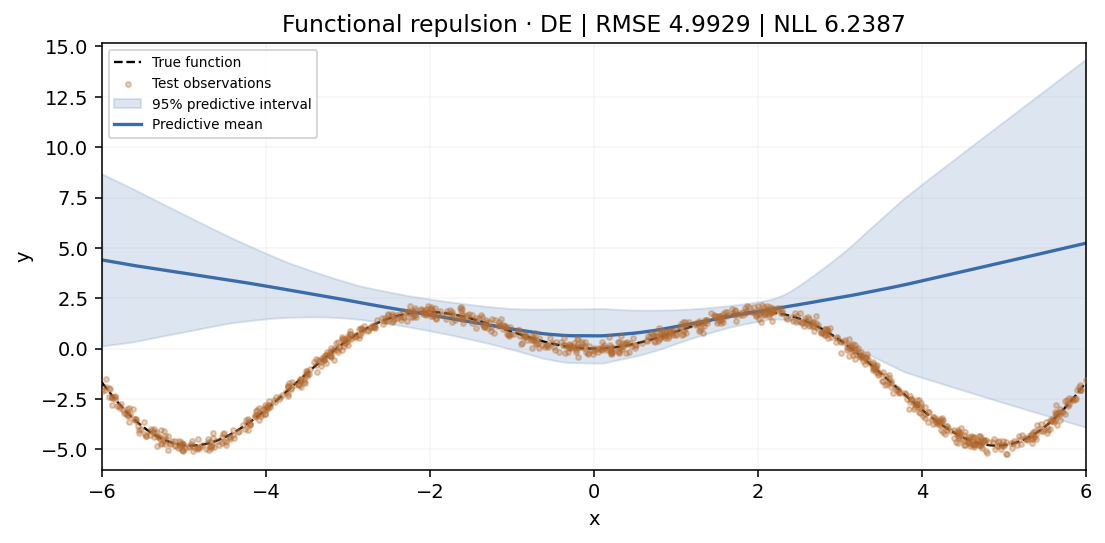 Functional repulsion · DE | RMSE 4.9929 | NLL 6.2387
True function
Test observations
95% predictive interval
Predictive mean
15.0
12.5
10.0
7.5
5.0
2.5
0.0
−2.5
−5.0
y
−6 −4 −2 0 2 4 6
x